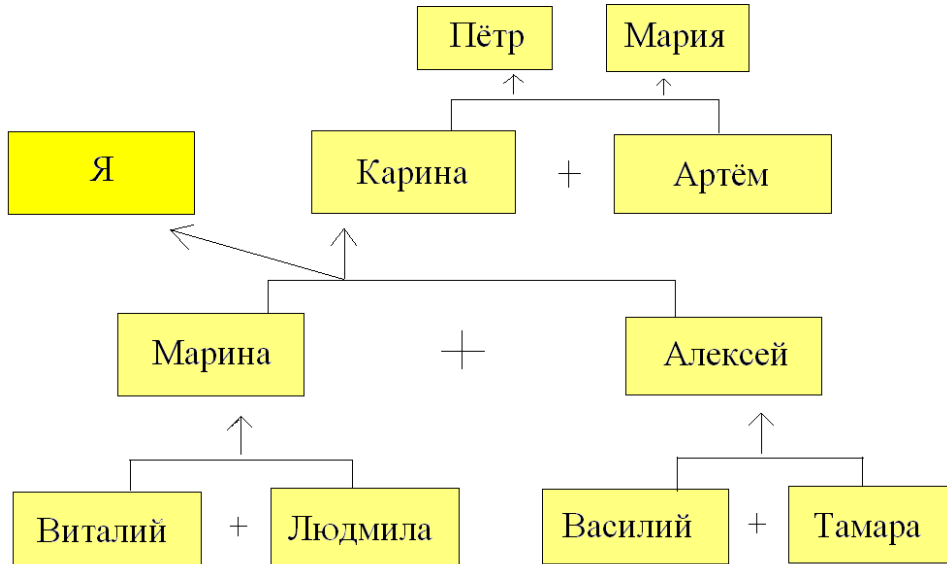 Пётр
Мария
Я
Карина
+
Артём
Марина
+
Алексей
Виталий
+
Людмила
Василий
+
Тамара